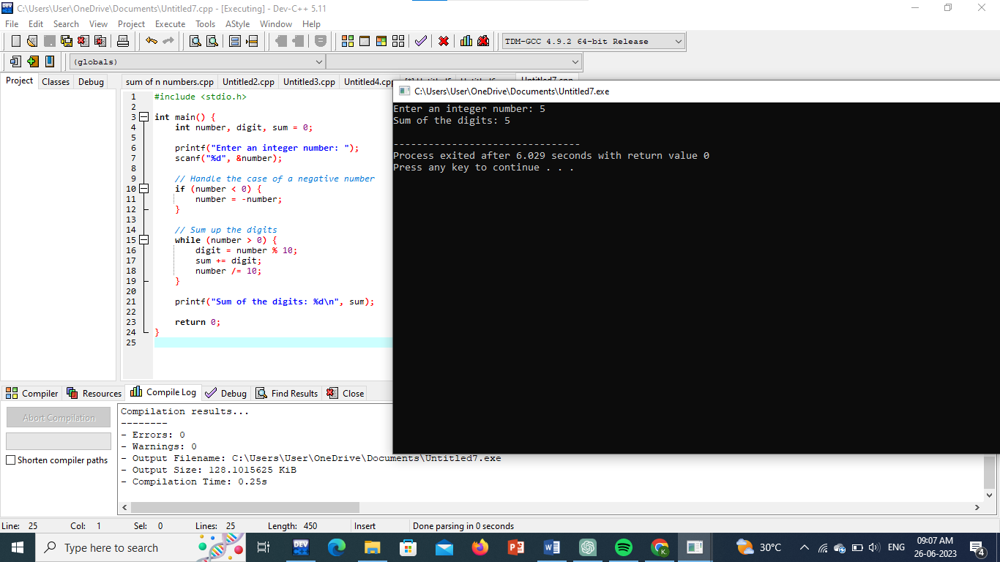 C:\Users\User\OneDrive\Documents\Untitled7.cpp - [Executing] - Dev-C++ 5.11
File Edit Search View Project Execute Tools AStyle Window Help
TDM-GCC 4.9.2 64-bit Release
(globals)
Project Classes Debug
sum of n numbers.cpp Untitled2.cpp Untitled3.cpp Untitled4.cpp Untitled7.cpp
1 #include <stdio.h>
2
3 int main() {
4 int number, digit, sum = 0;
5
6 printf("Enter an integer number: ");
7 scanf("%d", &number);
8
9 // Handle the case of a negative number
10 if (number < 0) {
11 number = -number;
12 }
13
14 // Sum up the digits
15 while (number > 0) {
16 digit = number % 10;
17 sum += digit;
18 number /= 10;
19 }
20
21 printf("Sum of the digits: %d\n", sum);
22
23 return 0;
24 }
25
C:\Users\User\OneDrive\Documents\Untitled7.exe
Enter an integer number: 5
Sum of the digits: 5
--------------------------------
Process exited after 6.029 seconds with return value 0
Press any key to continue . . .
Compiler Resources Compile Log Debug Find Results Close
Abort Compilation
Shorten compiler paths
Compilation results...
--------
- Errors: 0
- Warnings: 0
- Output Filename: C:\Users\User\OneDrive\Documents\Untitled7.exe
- Output Size: 128.1015625 KiB
- Compilation Time: 0.25s
Line: 25 Col: 1 Sel: 0 Lines: 25 Length: 450 Insert Done parsing in 0 seconds
Type here to search
DEV
30°C
ENG
09:07 AM
26-06-2023
4